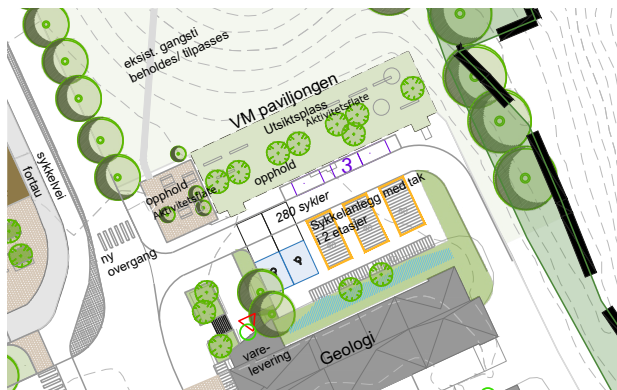 eksist. gangsti
beholdes/ tilpasses
VM paviljongen
Utsiktsplass
Aktivitetsflate
opphold
sykkelvei
fortau
opphold
Aktivitetsflate
3
280 sykler
Sykkelanlegg med tak
i 2 etasjer
ny
overgang
vare-
levering
Geologi